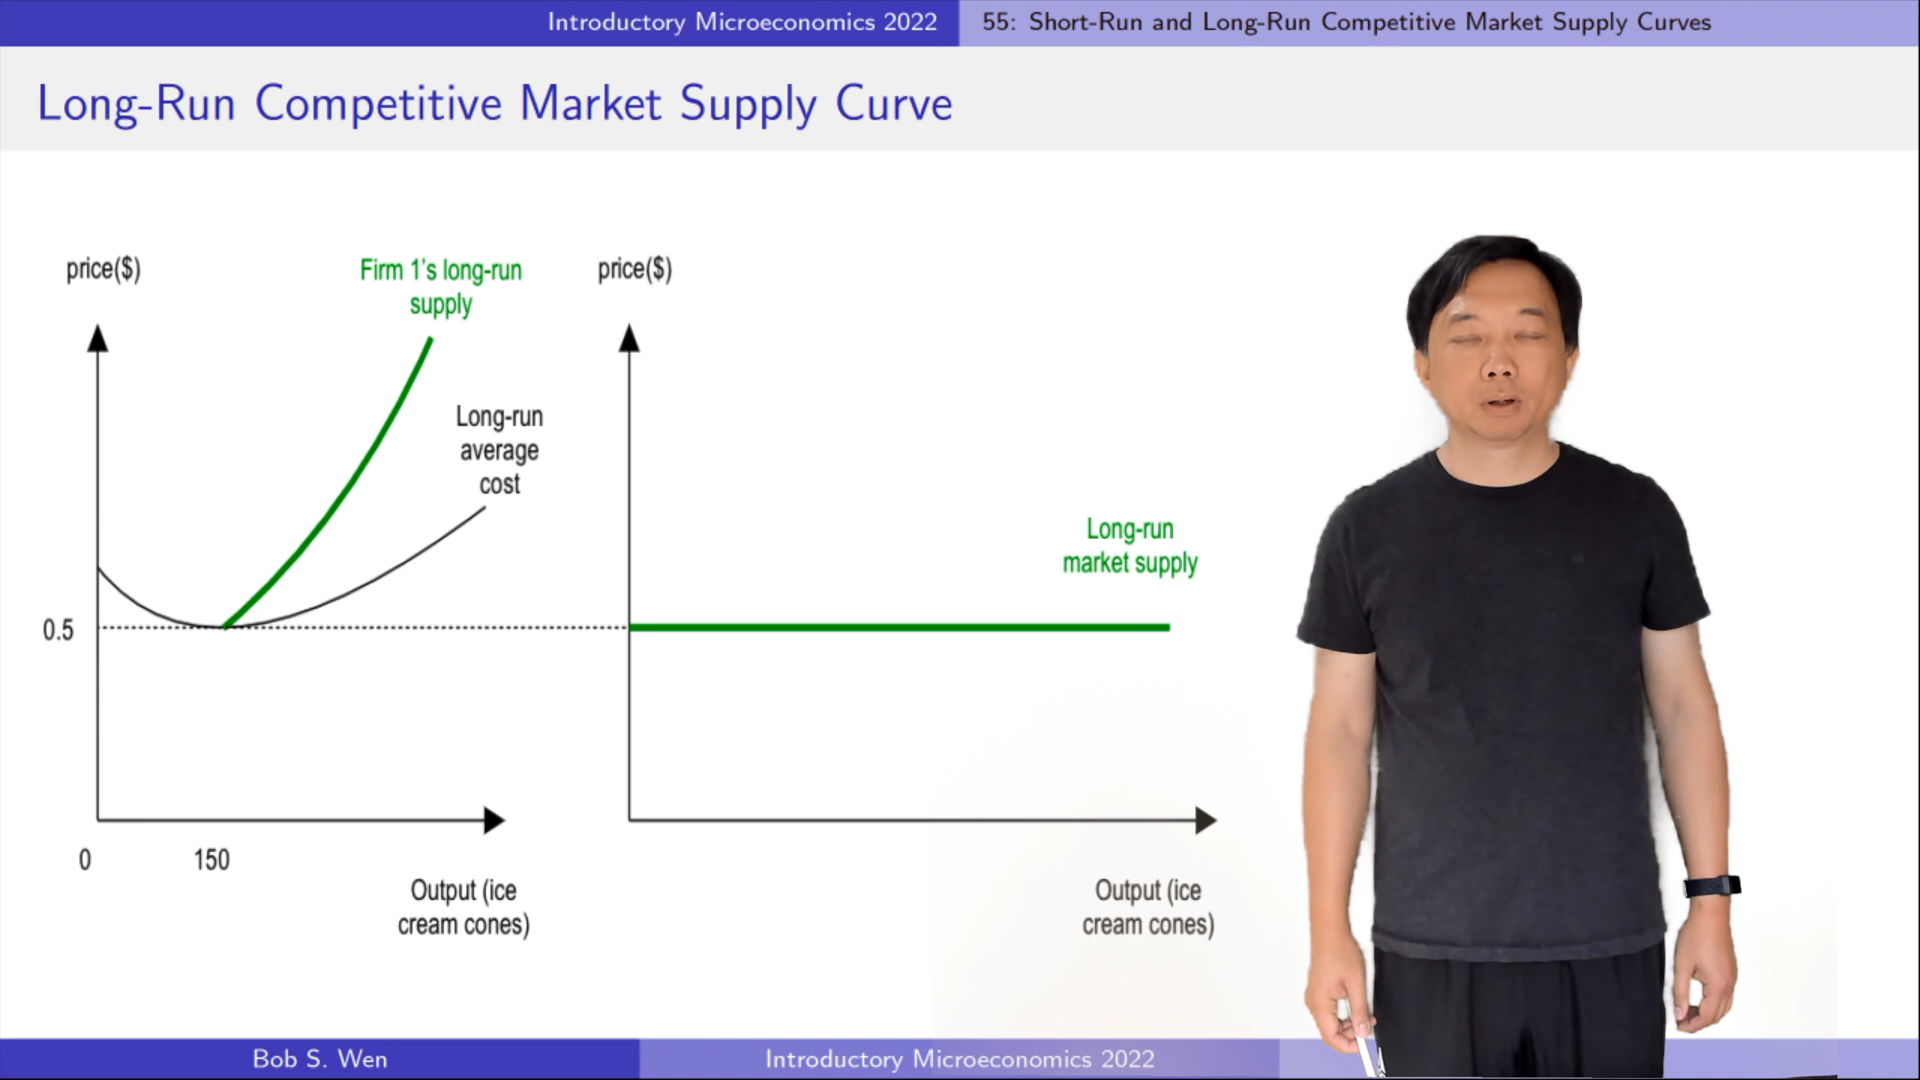 Introductory Microeconomics 2022
55: Short-Run and Long-Run Competitive Market Supply Curves
Long-Run Competitive Market Supply Curve
price($)
Firm 1's long-run
supply
Long-run
average
cost
0.5
0
150
Output (ice
cream cones)
price($)
Long-run
market supply
Output (ice
cream cones)
Bob S. Wen
Introductory Microeconomics 2022